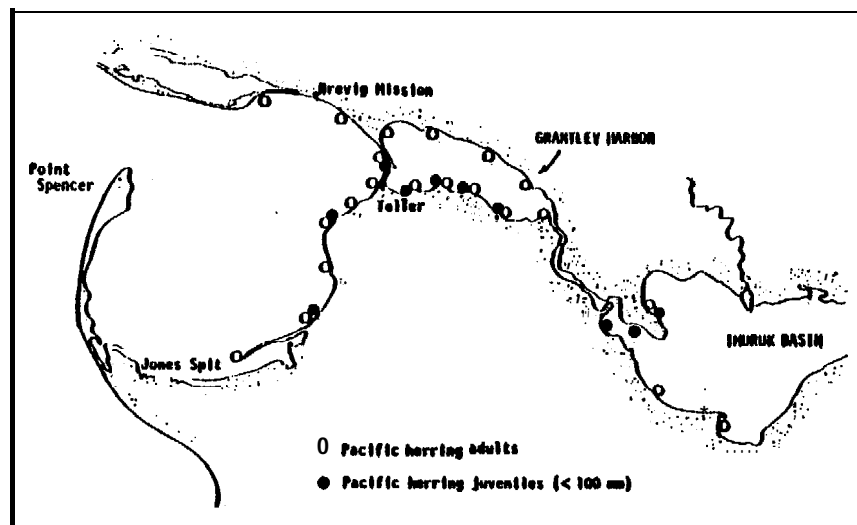 Brevig Mission
GRANTLEY HARBOR
Point
Spencer
Teller
IMURUK BASIN
Jones Spit
Pacific herring adults
Pacific herring juveniles (< 100 mm)